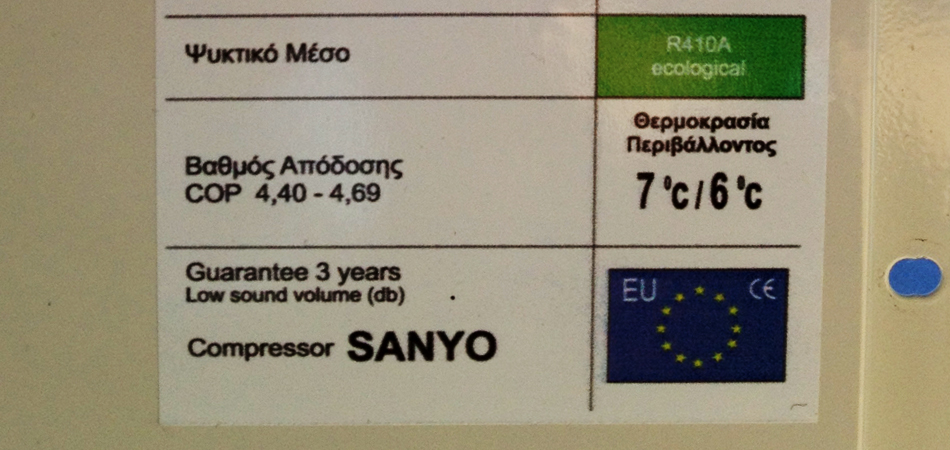 Ψυκτικό Μέσο
R410A
ecological
Βαθμός Απόδοσης
COP 4,40 - 4,69
Θερμοκρασία
Περιβάλλοντος
7 °c / 6 °c
Guarantee 3 years
Low sound volume (db)
Compressor SANYO
EU CE